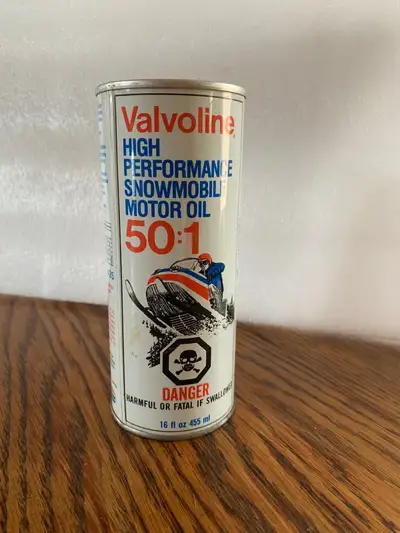 Valvoline
HIGH
PERFORMANCE
SNOWMOBILE
MOTOR OIL
50:1
DANGER
HARMFUL OR FATAL IF SWALLOWED
16 fl oz 455 ml